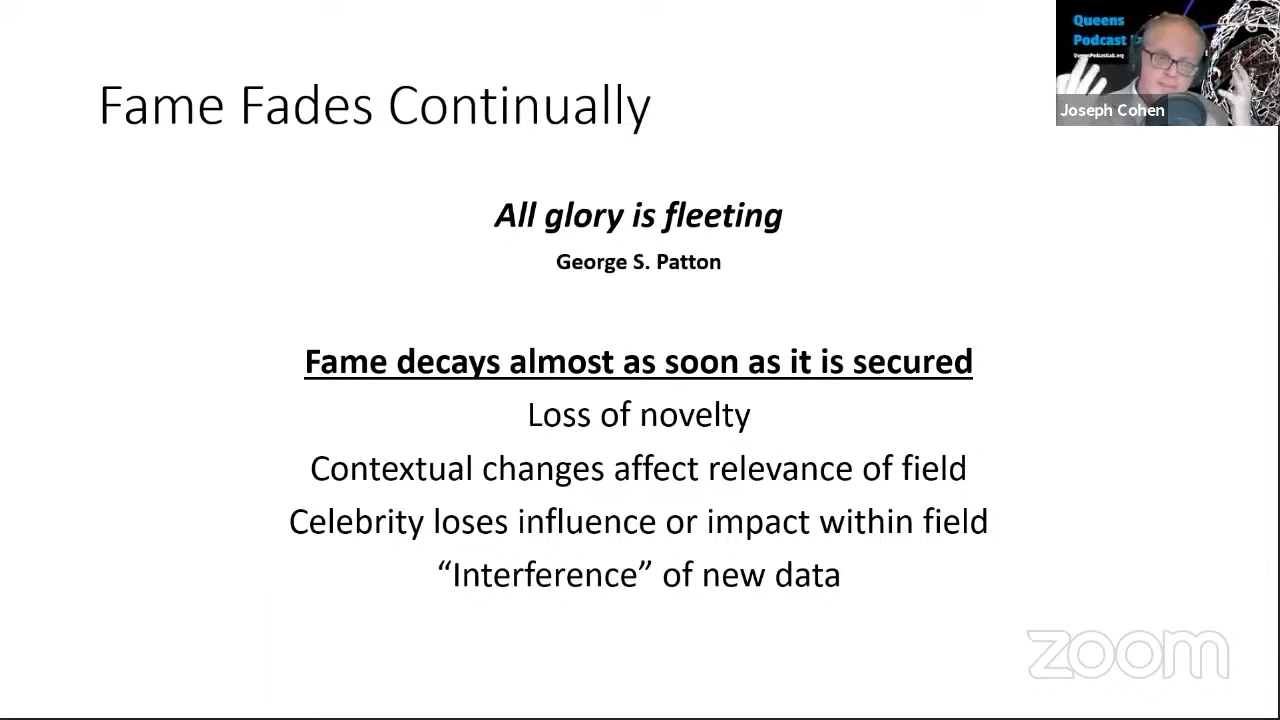 Fame Fades Continually
Queens
Podcast
QueensPodcastLab.org
Joseph Cohen
All glory is fleeting
George S. Patton
Fame decays almost as soon as it is secured
Loss of novelty
Contextual changes affect relevance of field
Celebrity loses influence or impact within field
“Interference” of new data
zoom